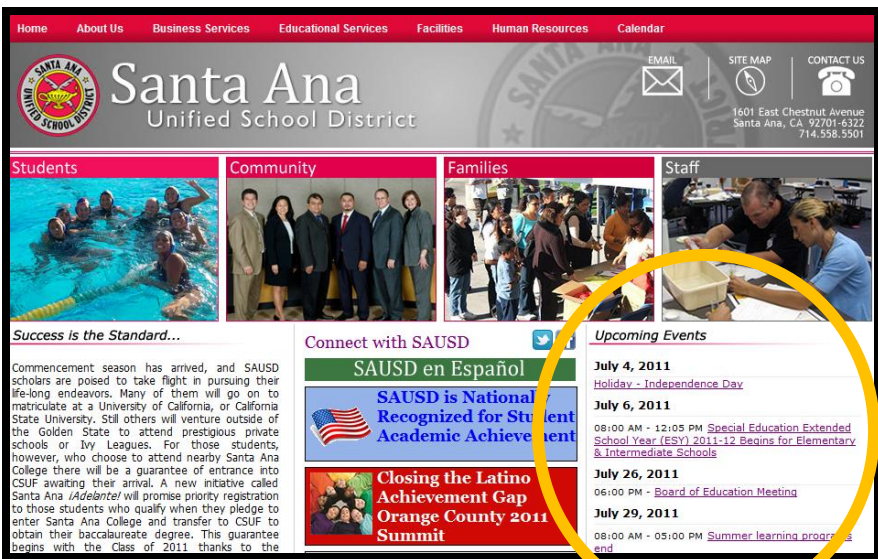 Home About Us Business Services Educational Services Facilities Human Resources Calendar
SANTA ANA
UNIFIED SCHOOL DISTRICT
Santa Ana
Unified School District
EMAIL
SITE MAP
CONTACT US
1601 East Chestnut Avenue
Santa Ana, CA 92701-6322
714.558.5501
Students
Community
Families
Staff
Success is the Standard...
Commencement season has arrived, and SAUSD
scholars are poised to take flight in pursuing their
life-long endeavors. Many of them will go on to
matriculate at a University of California, or California
State University. Still others will venture outside of
the Golden State to attend prestigious private
schools or Ivy Leagues. For those students,
however, who choose to attend nearby Santa Ana
College there will be a guarantee of entrance into
CSUF awaiting their arrival. A new initiative called
Santa Ana ¡Adelante! will promise priority registration
to those students who qualify when they pledge to
enter Santa Ana College and transfer to CSUF to
obtain their baccalaureate degree. This guarantee
begins with the Class of 2011 thanks to the
Connect with SAUSD
SAUSD en Español
SAUSD is Nationally
Recognized for Student
Academic Achievement
Closing the Latino
Achievement Gap
Orange County 2011
Summit
Upcoming Events
July 4, 2011
Holiday - Independence Day
July 6, 2011
08:00 AM - 12:05 PM Special Education Extended
School Year (ESY) 2011-12 Begins for Elementary
& Intermediate Schools
July 26, 2011
06:00 PM - Board of Education Meeting
July 29, 2011
08:00 AM - 05:00 PM Summer learning programs
end